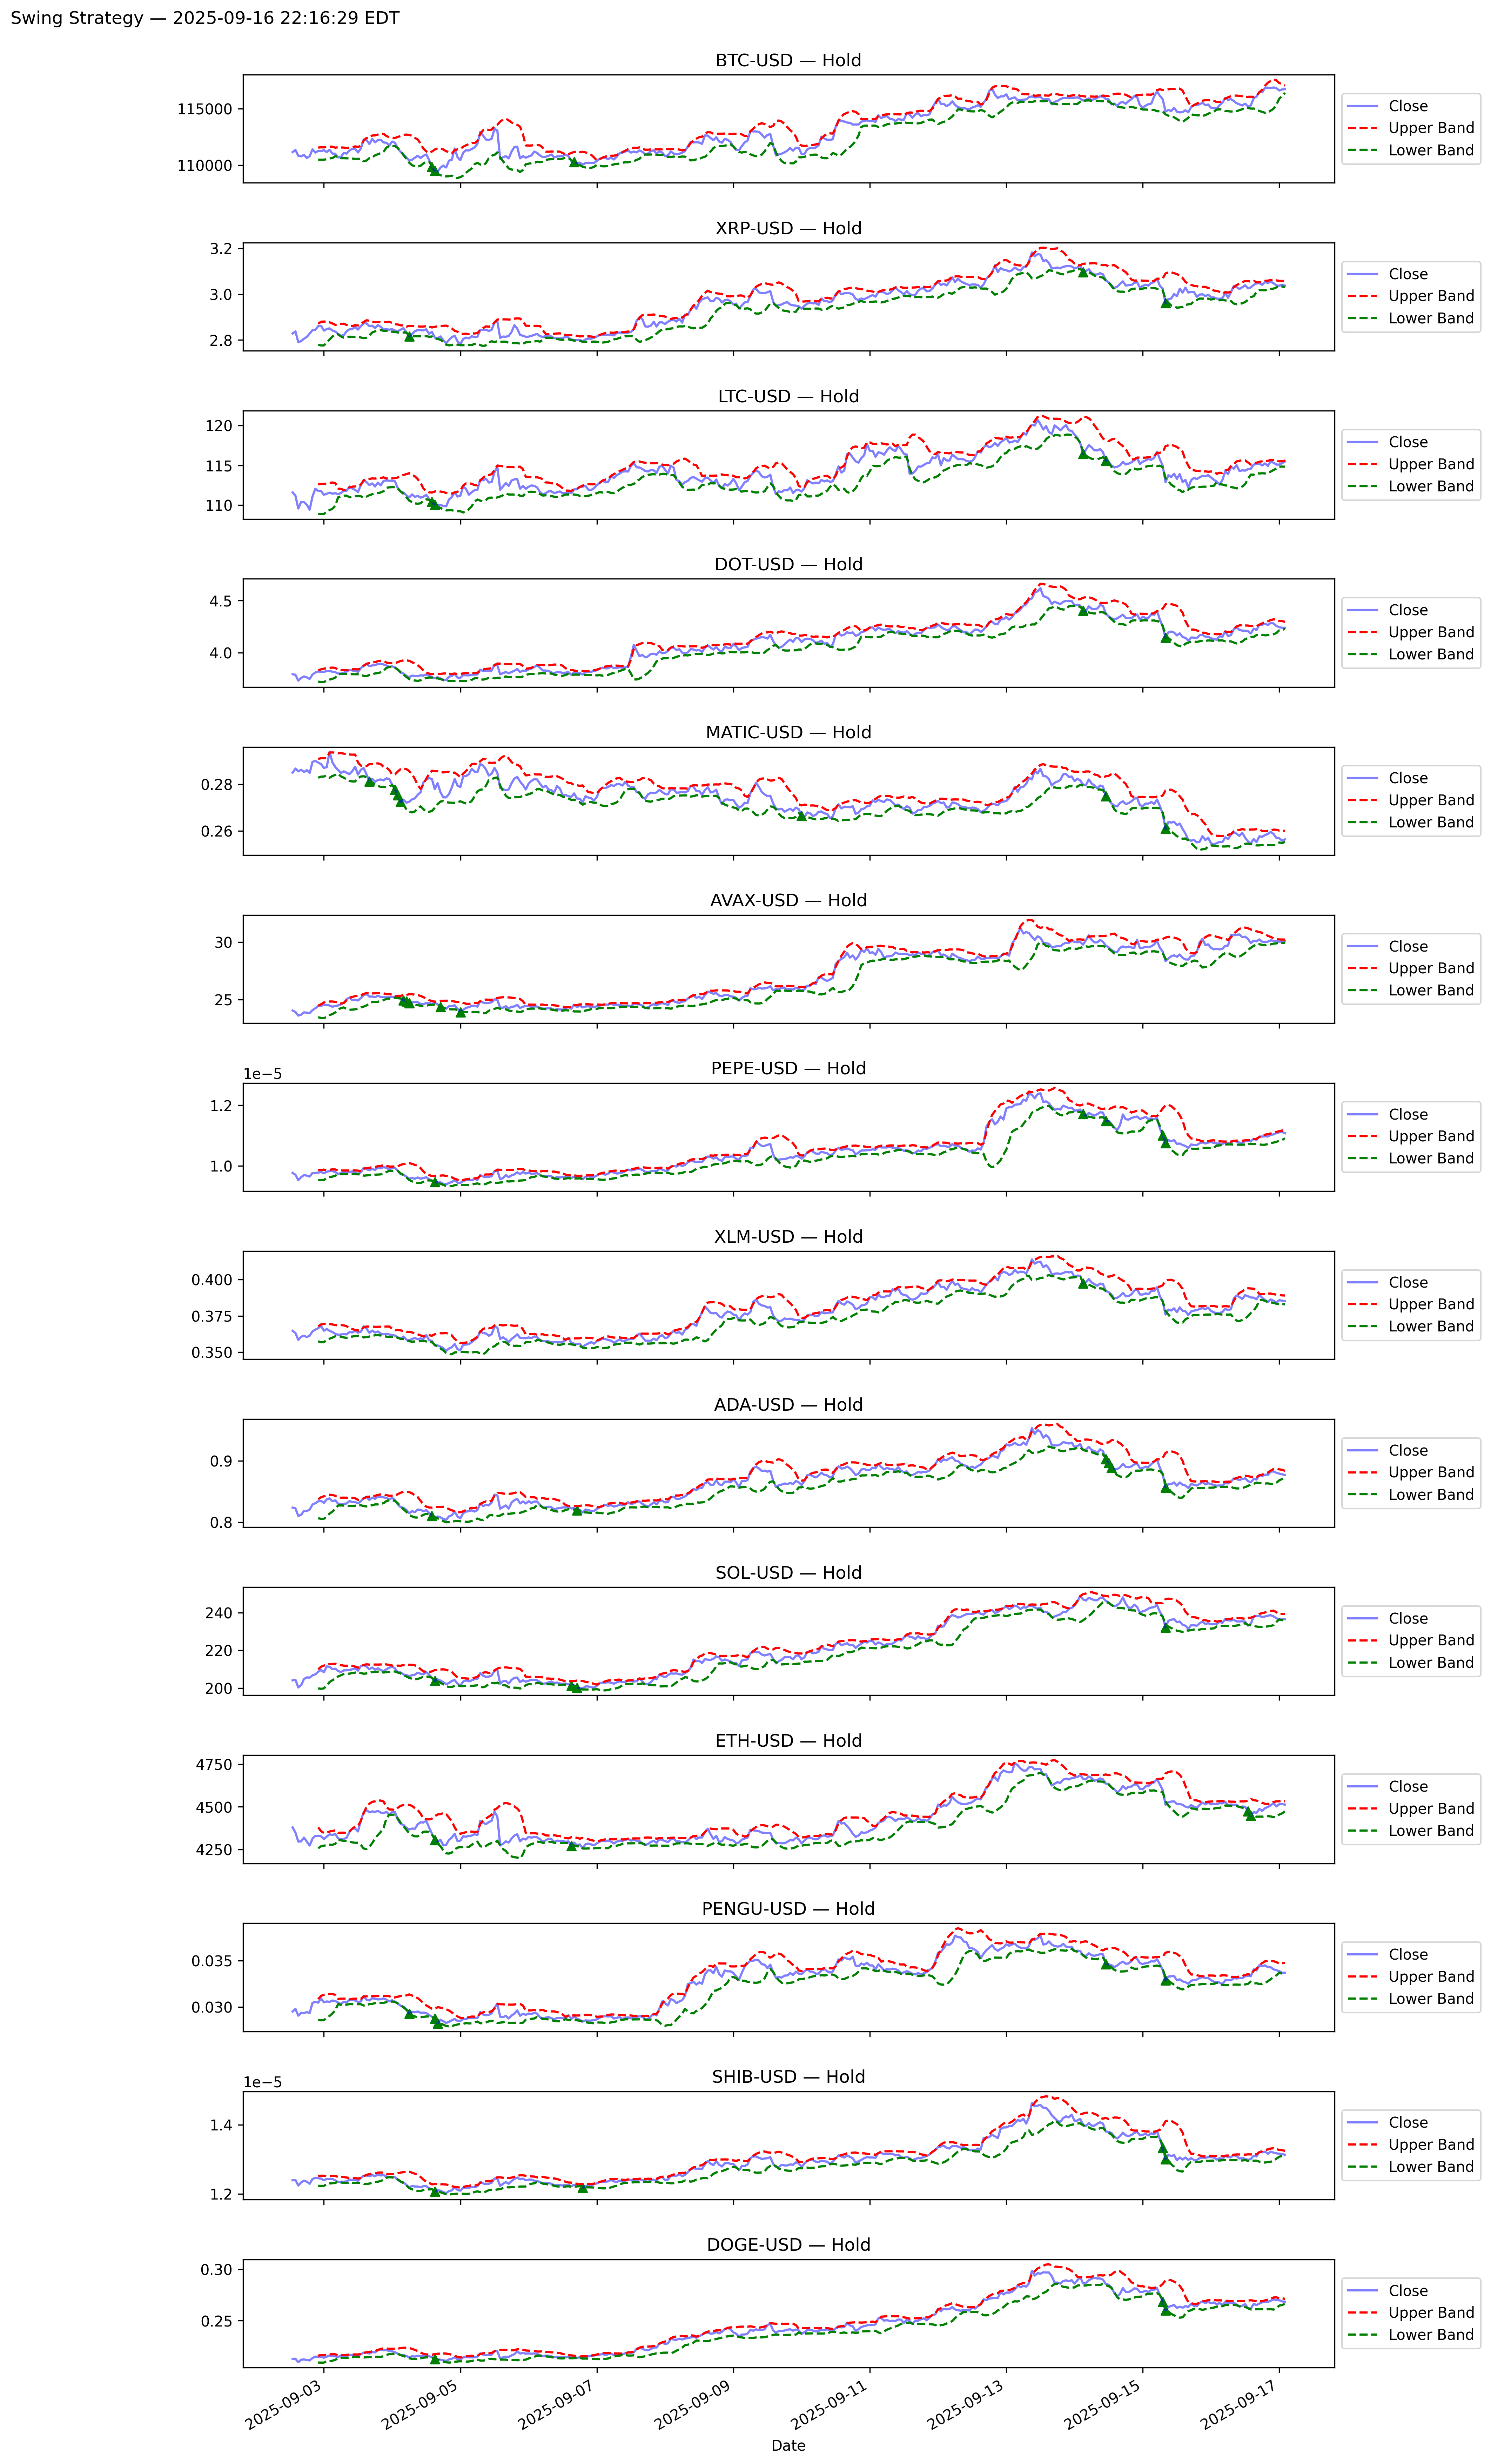 Swing Strategy — 2025-09-16 22:16:29 EDT
BTC-USD — Hold
115000
110000
Close
Upper Band
Lower Band
XRP-USD — Hold
3.2
3.0
2.8
Close
Upper Band
Lower Band
LTC-USD — Hold
120
115
110
Close
Upper Band
Lower Band
DOT-USD — Hold
4.5
4.0
Close
Upper Band
Lower Band
MATIC-USD — Hold
0.28
0.26
Close
Upper Band
Lower Band
AVAX-USD — Hold
30
25
Close
Upper Band
Lower Band
PEPE-USD — Hold
1e−5
1.2
1.0
Close
Upper Band
Lower Band
XLM-USD — Hold
0.400
0.375
0.350
Close
Upper Band
Lower Band
ADA-USD — Hold
0.9
0.8
Close
Upper Band
Lower Band
SOL-USD — Hold
240
220
200
Close
Upper Band
Lower Band
ETH-USD — Hold
4750
4500
4250
Close
Upper Band
Lower Band
PENGU-USD — Hold
0.035
0.030
Close
Upper Band
Lower Band
SHIB-USD — Hold
1e−5
1.4
1.2
Close
Upper Band
Lower Band
DOGE-USD — Hold
0.30
0.25
Close
Upper Band
Lower Band
2025-09-03
2025-09-05
2025-09-07
2025-09-09
2025-09-11
2025-09-13
2025-09-15
2025-09-17
Date